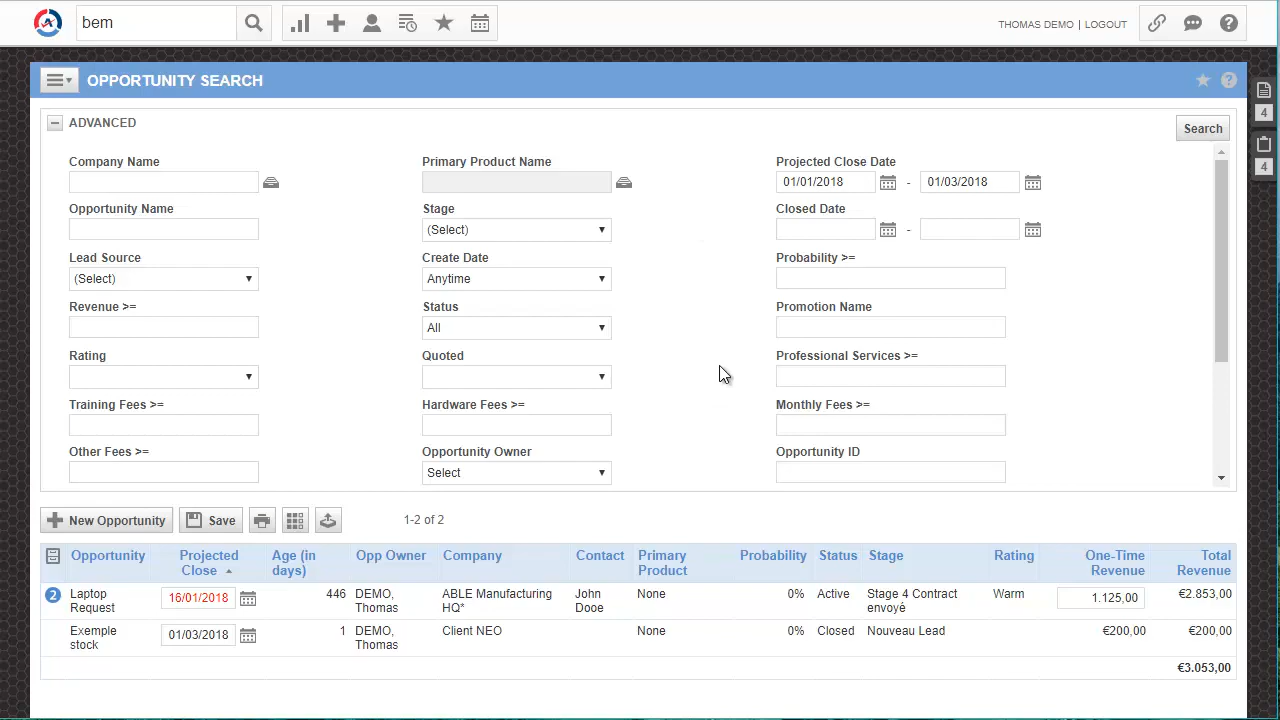 bem
THOMAS DEMO | LOGOUT
OPPORTUNITY SEARCH
4
4
ADVANCED
Search
Company Name
Primary Product Name
Projected Close Date
01/01/2018 - 01/03/2018
Opportunity Name
Stage
(Select)
Closed Date
-
Lead Source
(Select)
Create Date
Anytime
Probability >=
Revenue >=
Status
All
Promotion Name
Rating
Quoted
Professional Services >=
Training Fees >=
Hardware Fees >=
Monthly Fees >=
Other Fees >=
Opportunity Owner
Select
Opportunity ID
New Opportunity
Save
1-2 of 2
Opportunity
Projected
Close
Age (in
days)
Opp Owner
Company
Contact
Primary
Product
Probability
Status
Stage
Rating
One-Time
Revenue
Total
Revenue
2
Laptop
Request
16/01/2018
446
DEMO,
Thomas
ABLE Manufacturing
HQ*
John
Dooe
None
0%
Active
Stage 4 Contract
envoyé
Warm
1.125,00
€2.853,00
Exemple
stock
01/03/2018
1
DEMO,
Thomas
Client NEO
None
0%
Closed
Nouveau Lead
€200,00
€200,00
€3.053,00